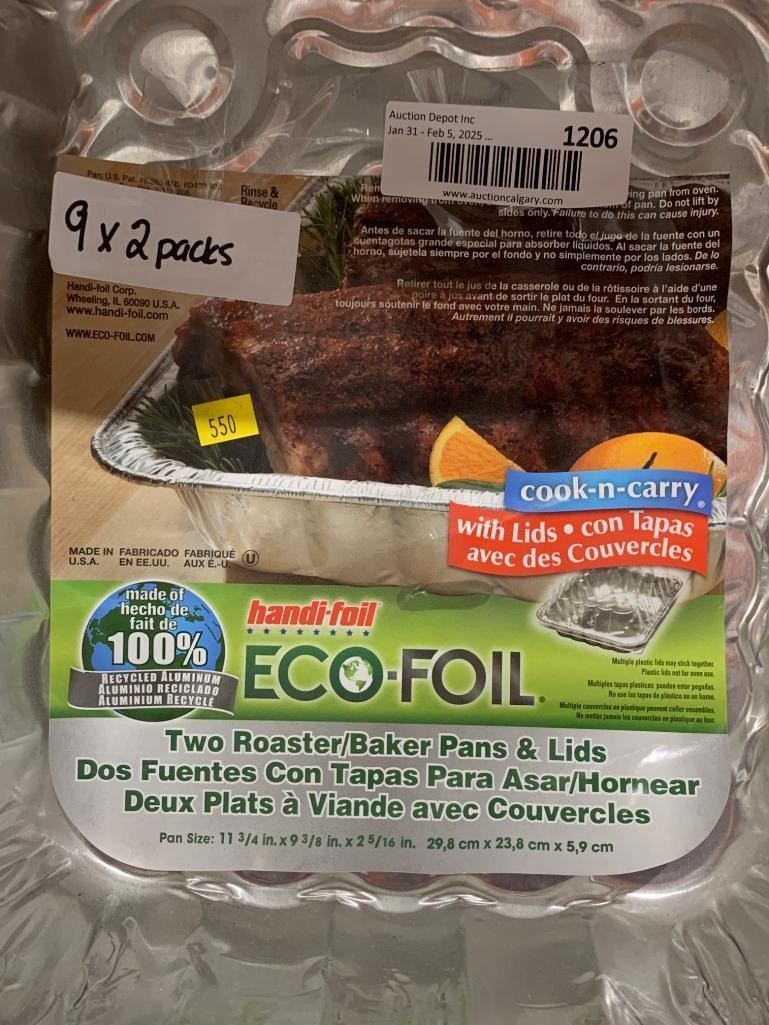 Auction Depot Inc
Jan 31 - Feb 5, 2025 ...
1206
www.auctioncalgary.com
Pan: U.S. Pat.
Rinse &
Recycle
9 x 2 packs
Handi-foil Corp.
Wheeling, IL 60090 U.S.A.
www.handi-foil.com
WWW.ECO-FOIL.COM
ing pan from oven.
When removing of pan. Do not lift by
sides only. Failure to do this can cause injury.
Antes de sacar la fuente del horno, retire todo el jugo de la fuente con un
cuentagotas grande especial para absorber líquidos. Al sacar la fuente del
horno, sujétela siempre por el fondo y no simplemente por los lados. De lo
contrario, podría lesionarse.
Retirer tout le jus de la casserole ou de la rôtissoire à l'aide d'une
poire à jus avant de sortir le plat du four. En la sortant du four,
toujours soutenir le fond avec votre main. Ne jamais la soulever par les bords.
Autrement il pourrait y avoir des risques de blessures.
550
cook-n-carry®
with Lids • con Tapas
avec des Couvercles
MADE IN FABRICADO FABRIQUÉ
U.S.A. EN EE.UU. AUX É.-U.
U
made of
hecho de
fait de
100%
RECYCLED ALUMINUM
ALUMINIO RECICLADO
ALUMINIUM RECYCLÉ
handi-foil®
ECO-FOIL®
Multiple plastic lids may stick together.
Plastic lids not for oven use.
Multiples tapas plasticas pueden estar pegadas.
No use las tapas de plástico en un horno.
Multiple couvercles en plastique peuvent coller ensembles.
Ne mettez jamais les couvercles en plastique au four.
Two Roaster/Baker Pans & Lids
Dos Fuentes Con Tapas Para Asar/Hornear
Deux Plats à Viande avec Couvercles
Pan Size: 11 3/4 in. x 9 3/8 in. x 2 5/16 in. 29,8 cm x 23,8 cm x 5,9 cm